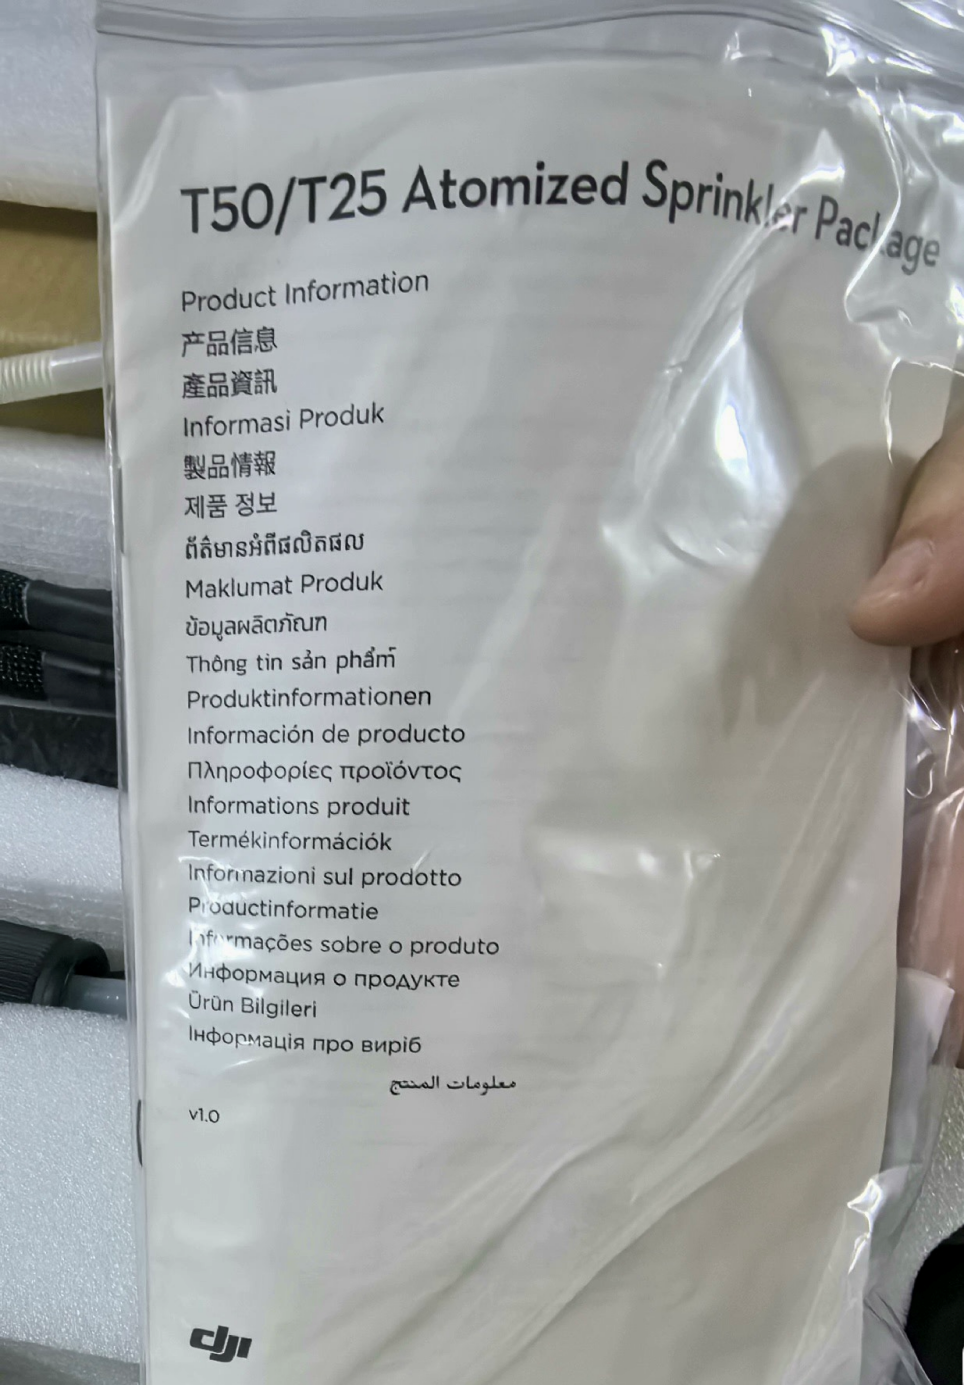 T50/T25 Atomized Sprinkler Package
Product Information
产品信息
產品資訊
Informasi Produk
製品情報
제품 정보
ព័ត៌មានអំពីផលិតផល
Maklumat Produk
ข้อมูลผลิตภัณฑ์
Thông tin sản phẩm
Produktinformationen
Información de producto
Πληροφορίες προϊόντος
Informations produit
Termékinformációk
Informazioni sul prodotto
Productinformatie
Informações sobre o produto
Информация о продукте
Ürün Bilgileri
Інформація про виріб
معلومات المنتج
v1.0
dji